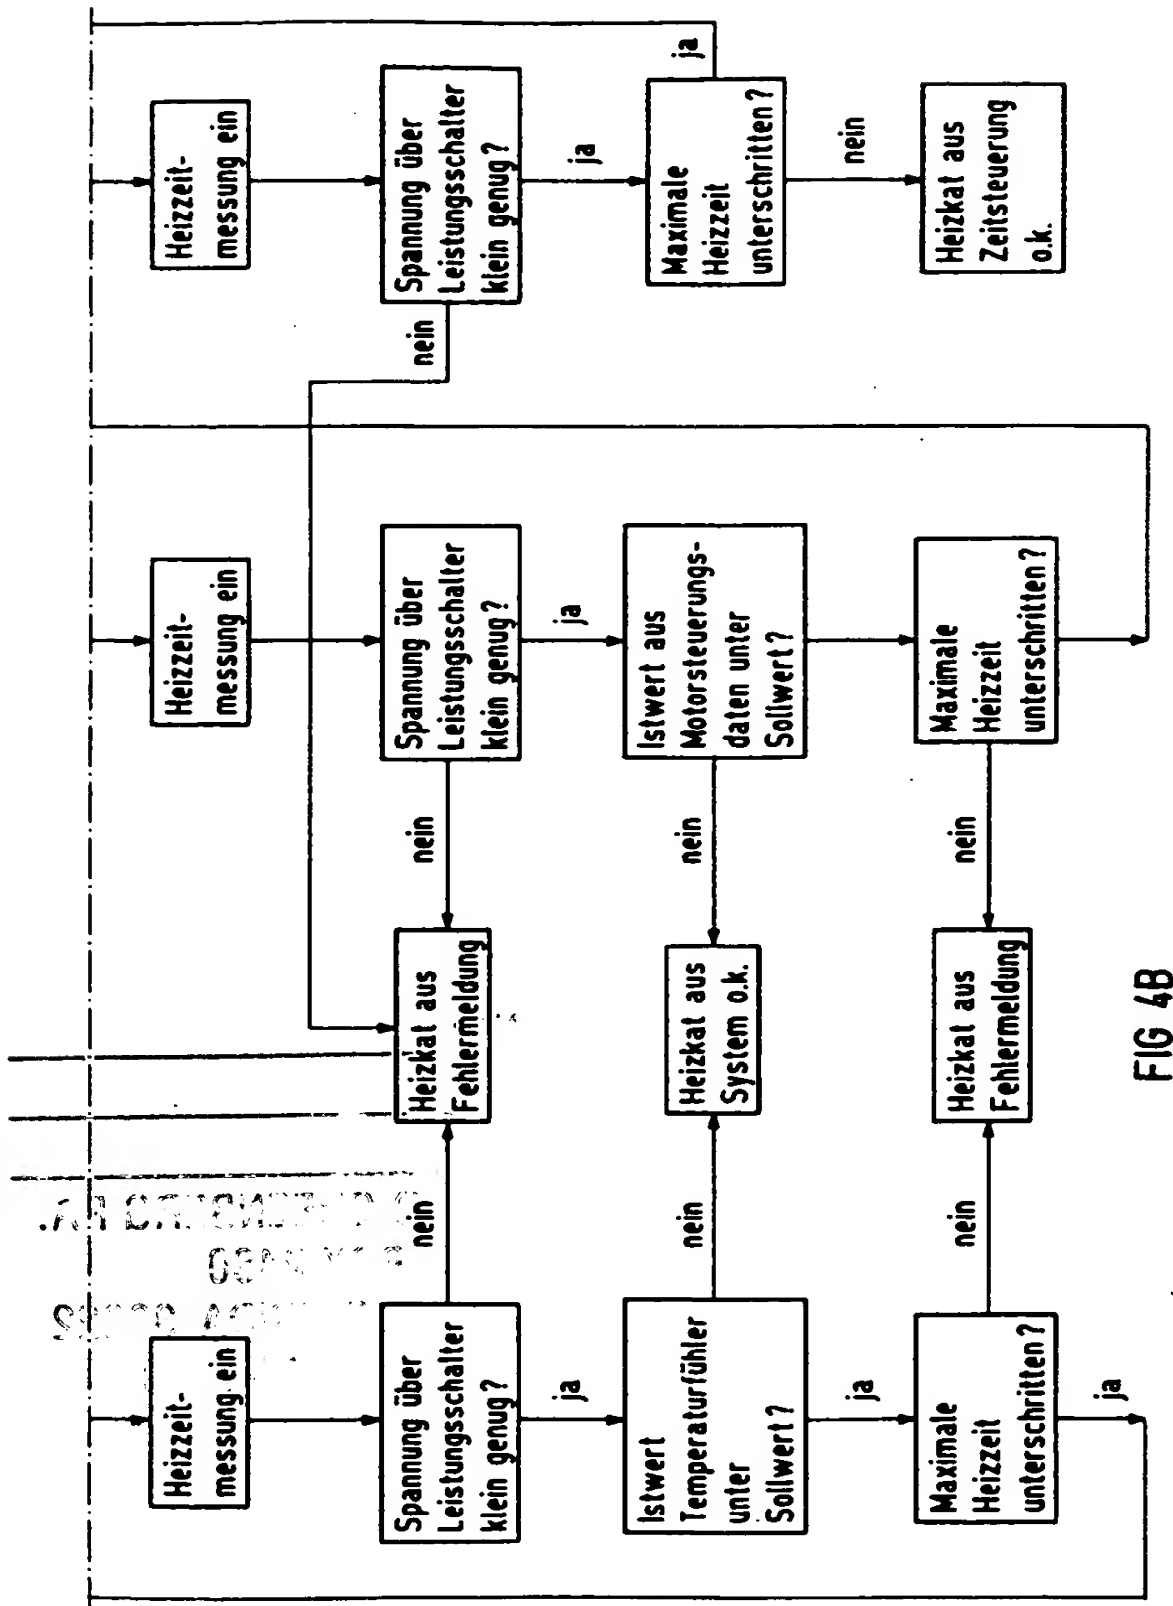 Heizzeit-
messung ein
Spannung über
Leistungsschalter
klein genug?
nein
ja
Istwert
Temperaturfühler
unter
Sollwert?
nein
ja
Maximale
Heizzeit
unterschritten?
nein
ja
Heizkat aus
Fehlermeldung
Heizkat aus
System o.k.
Heizkat aus
Fehlermeldung
Heizzeit-
messung ein
Spannung über
Leistungsschalter
klein genug?
nein
ja
Istwert aus
Motorsteuerungs-
daten unter
Sollwert?
nein
Maximale
Heizzeit
unterschritten?
nein
Heizzeit-
messung ein
Spannung über
Leistungsschalter
klein genug?
nein
ja
Maximale
Heizzeit
unterschritten?
ja
nein
Heizkat aus
Zeitsteuerung
o.k.
FIG 4B